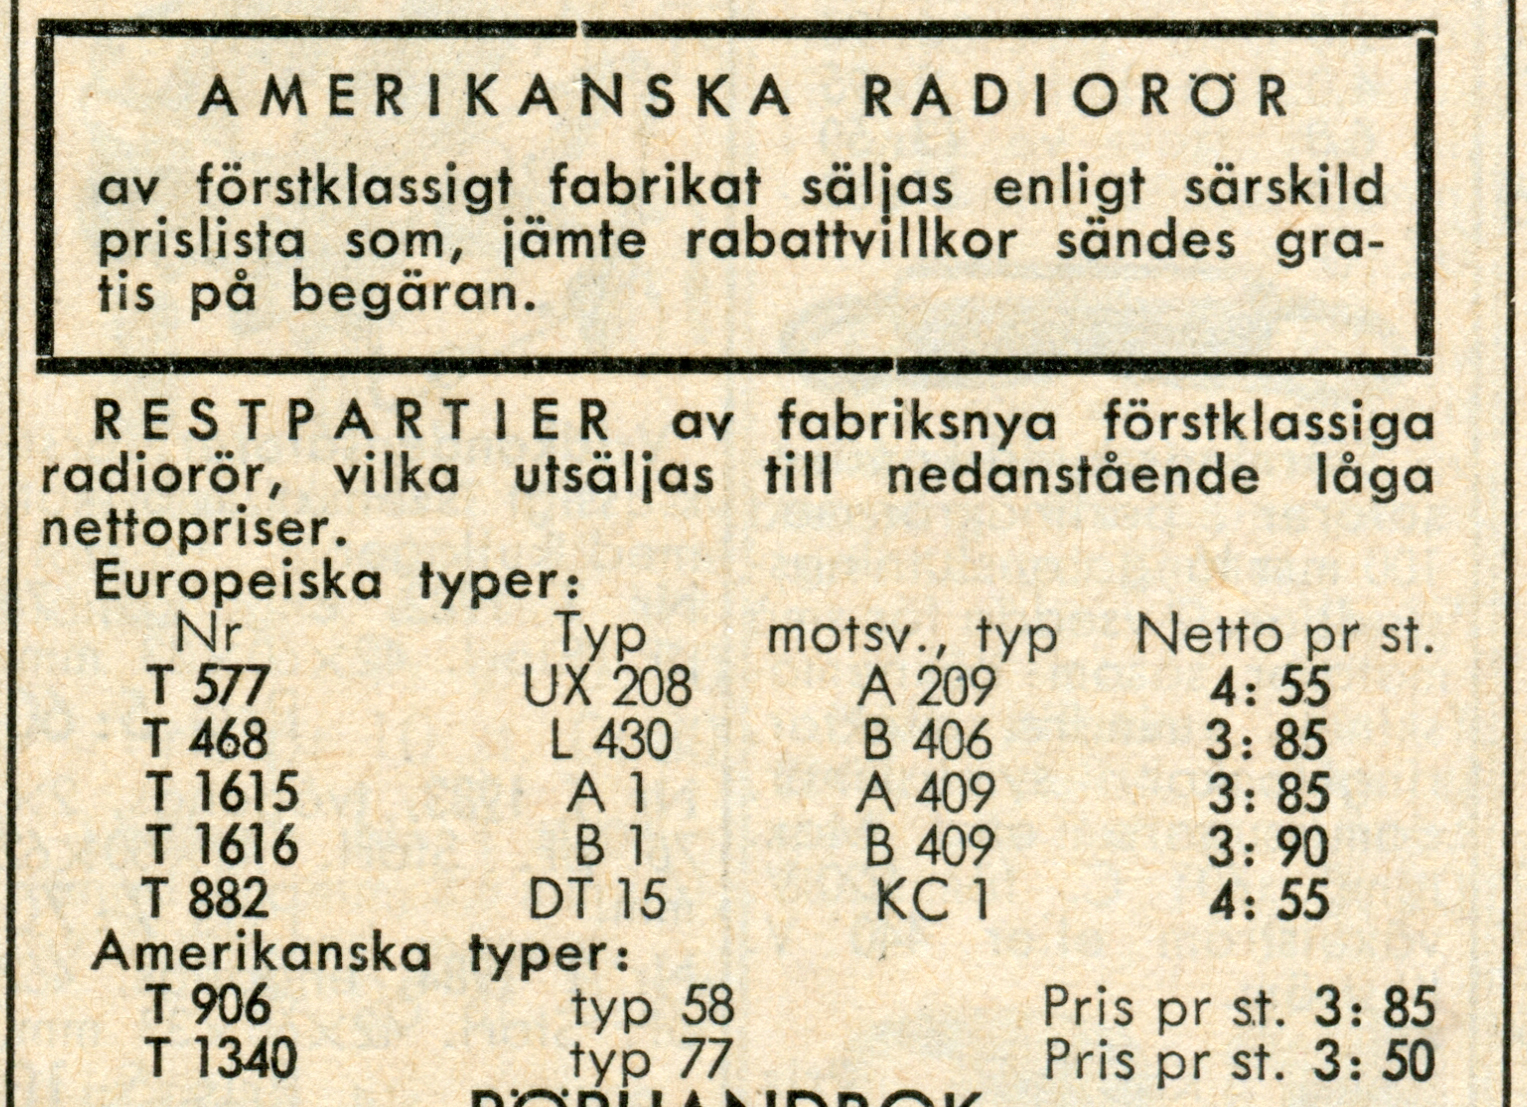 AMERIKANSKA RADIORÖR
av förstklassigt fabrikat säljas enligt särskild
prislista som, jämte rabattvillkor sändes gra-
tis på begäran.
RESTPARTIER av fabriksnya förstklassiga
radiorör, vilka utsäljas till nedanstående låga
nettopriser.
Europeiska typer:
Nr Typ motsv., typ Netto pr st.
T 577 UX 208 A 209 4: 55
T 468 L 430 B 406 3: 85
T 1615 A 1 A 409 3: 85
T 1616 B 1 B 409 3: 90
T 882 DT 15 KC 1 4: 55
Amerikanska typer:
T 906 typ 58 Pris pr st. 3: 85
T 1340 typ 77 Pris pr st. 3: 50
RÖRHANDBOK